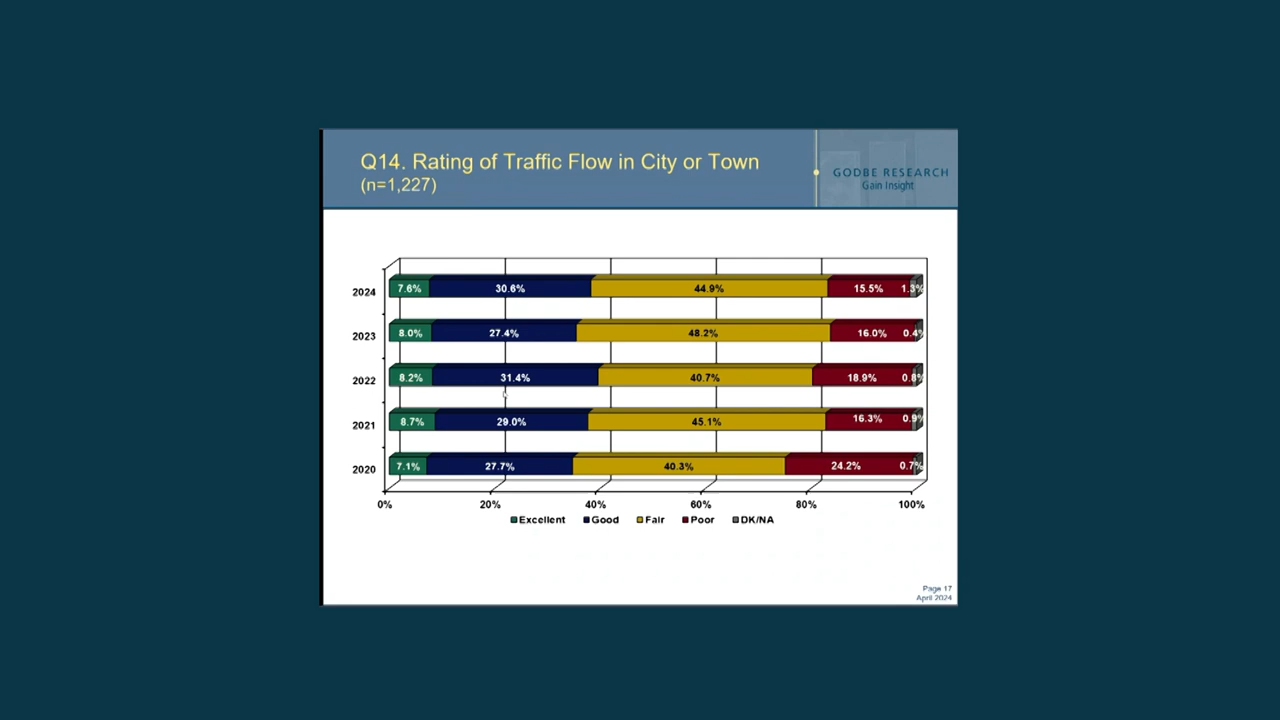 Q14. Rating of Traffic Flow in City or Town
(n=1,227)
GODBE RESEARCH
Gain Insight
2024 7.6% 30.6% 44.9% 15.5% 1.3%
2023 8.0% 27.4% 48.2% 16.0% 0.4%
2022 8.2% 31.4% 40.7% 18.9% 0.8%
2021 8.7% 29.0% 45.1% 16.3% 0.9%
2020 7.1% 27.7% 40.3% 24.2% 0.7%
0% 20% 40% 60% 80% 100%
Excellent Good Fair Poor DK/NA
Page 17
April 2024